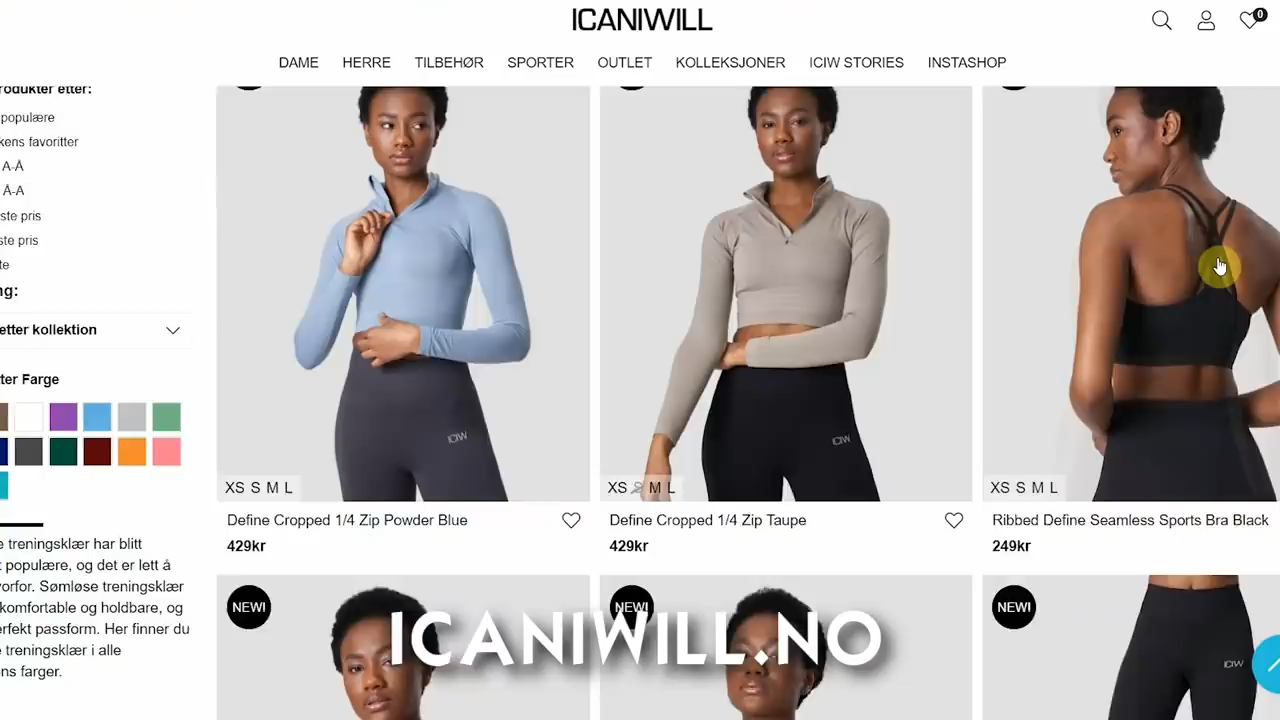 ICANIWILL
0
DAME HERRE TILBEHØR SPORTER OUTLET KOLLEKSJONER ICIW STORIES INSTASHOP
rodukter etter:
populære
kens favoritter
A-Å
Å-A
ste pris
ste pris
te
ng:
etter kollektion
ter Farge
e treningsklær har blitt
t populære, og det er lett å
vorfor. Sømløse treningsklær
komfortable og holdbare, og
erfekt passform. Her finner du
e treningsklær i alle
ens farger.
ICIW
XS S M L
Define Cropped 1/4 Zip Powder Blue
429kr
ICIW
XS S M L
Define Cropped 1/4 Zip Taupe
429kr
XS S M L
Ribbed Define Seamless Sports Bra Black
249kr
NEW!
NEW!
NEW!
ICIW
ICANIWILL.NO